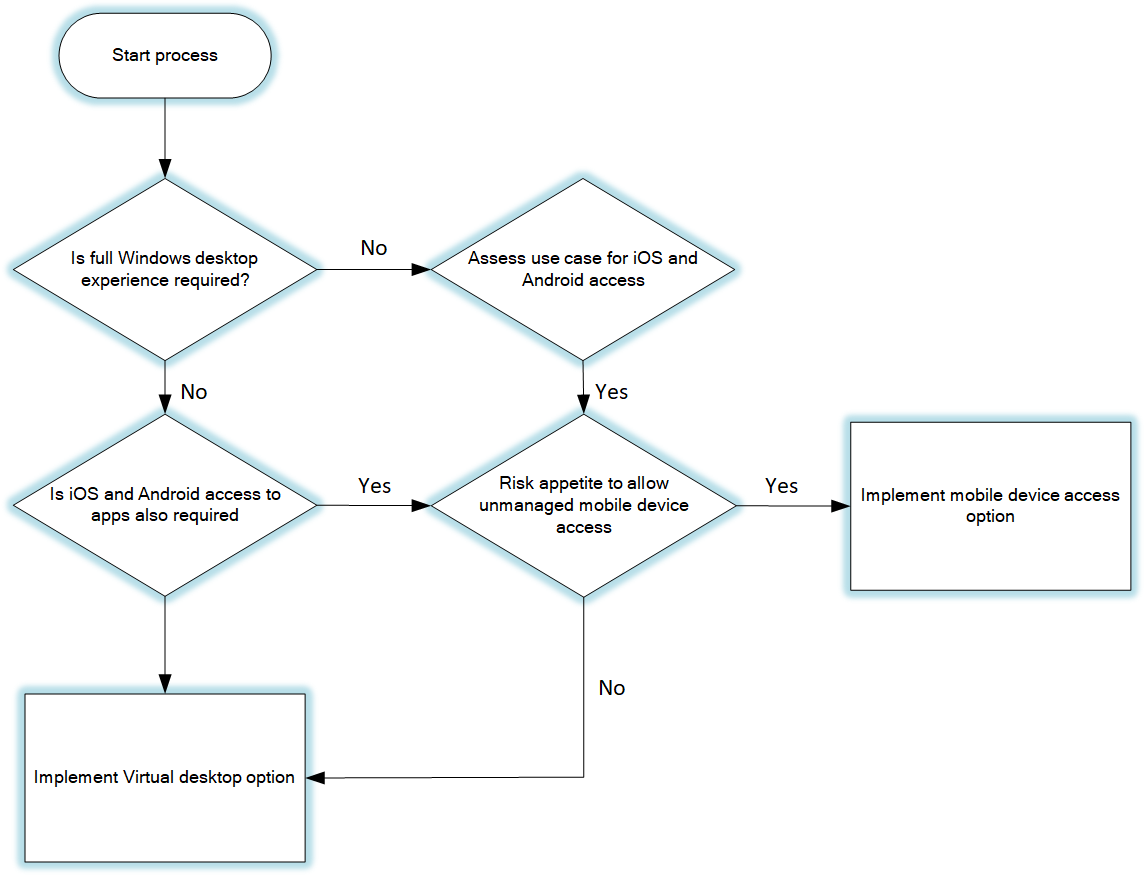 Start process
Is full Windows desktop
experience required?
No
Assess use case for iOS and
Android access
No
Yes
Is iOS and Android access to
apps also required
Yes
Risk appetite to allow
unmanaged mobile device
access
Yes
Implement mobile device access
option
No
Implement Virtual desktop option